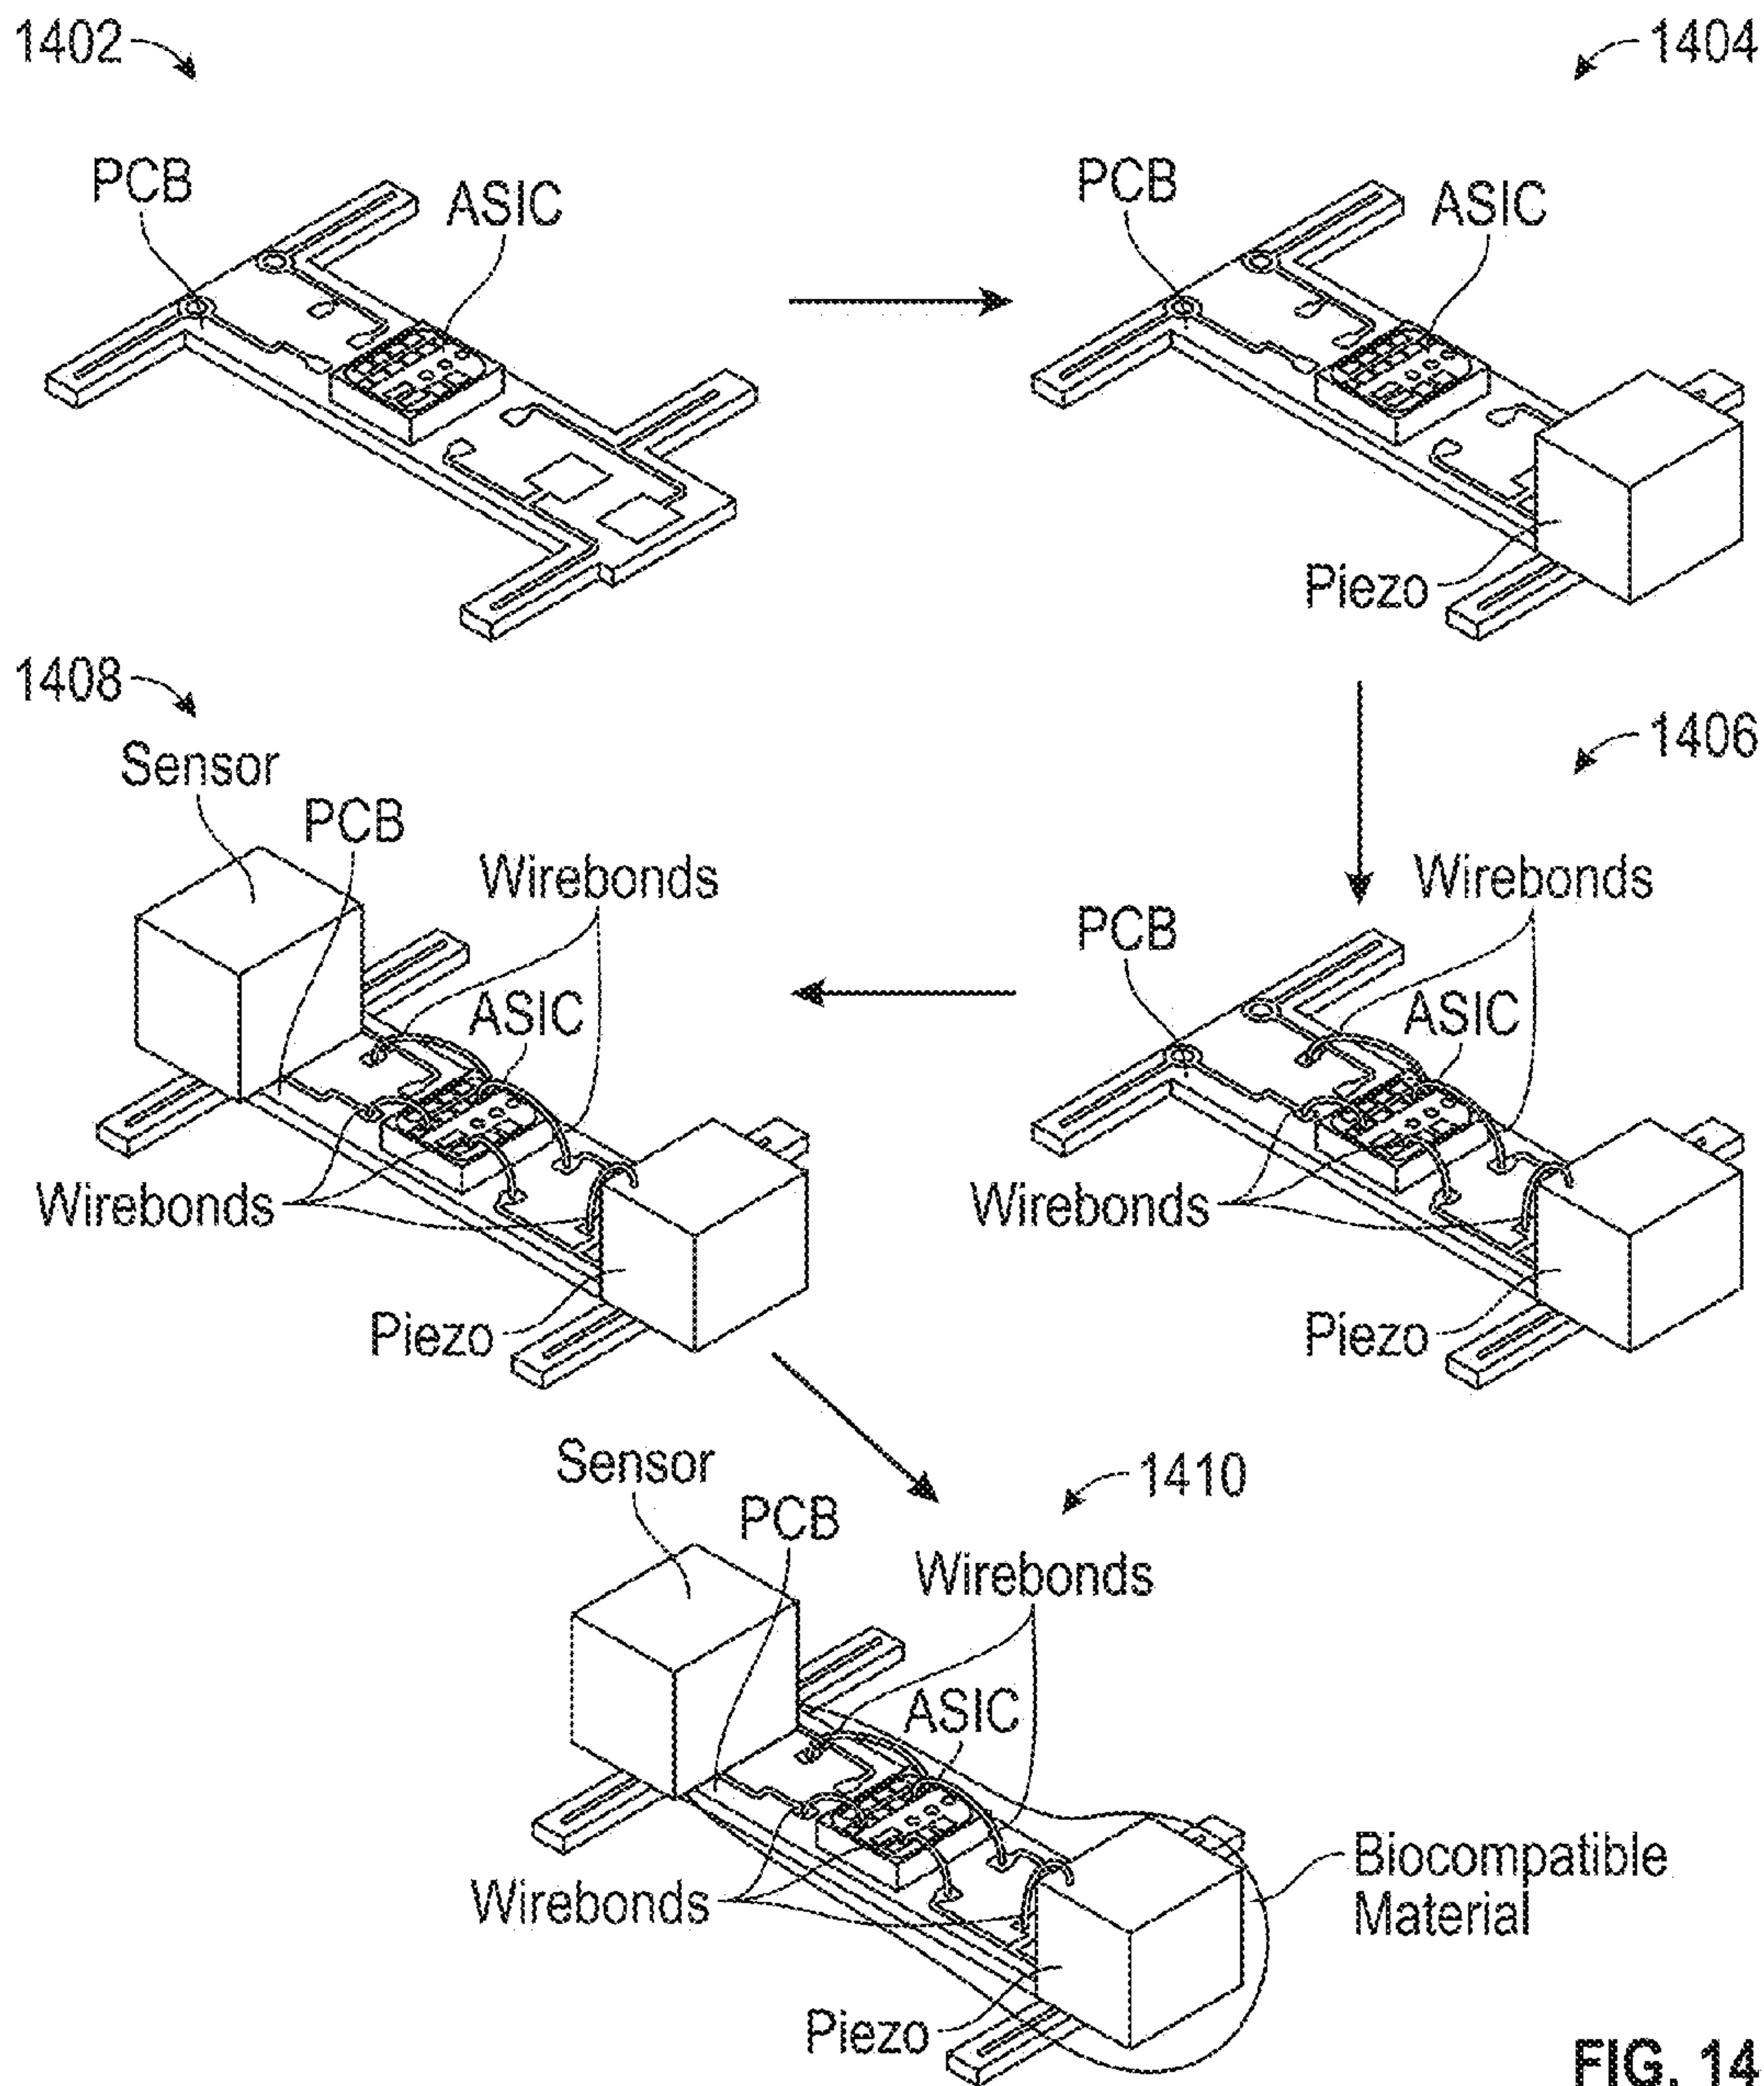 1402
1404
PCB
ASIC
PCB
ASIC
Piezo
1408
1406
Sensor
PCB
Wirebonds
ASIC
Wirebonds
Piezo
Wirebonds
PCB
ASIC
Wirebonds
Piezo
Sensor
1410
PCB
Wirebonds
ASIC
Wirebonds
Biocompatible
Material
Piezo
FIG. 14